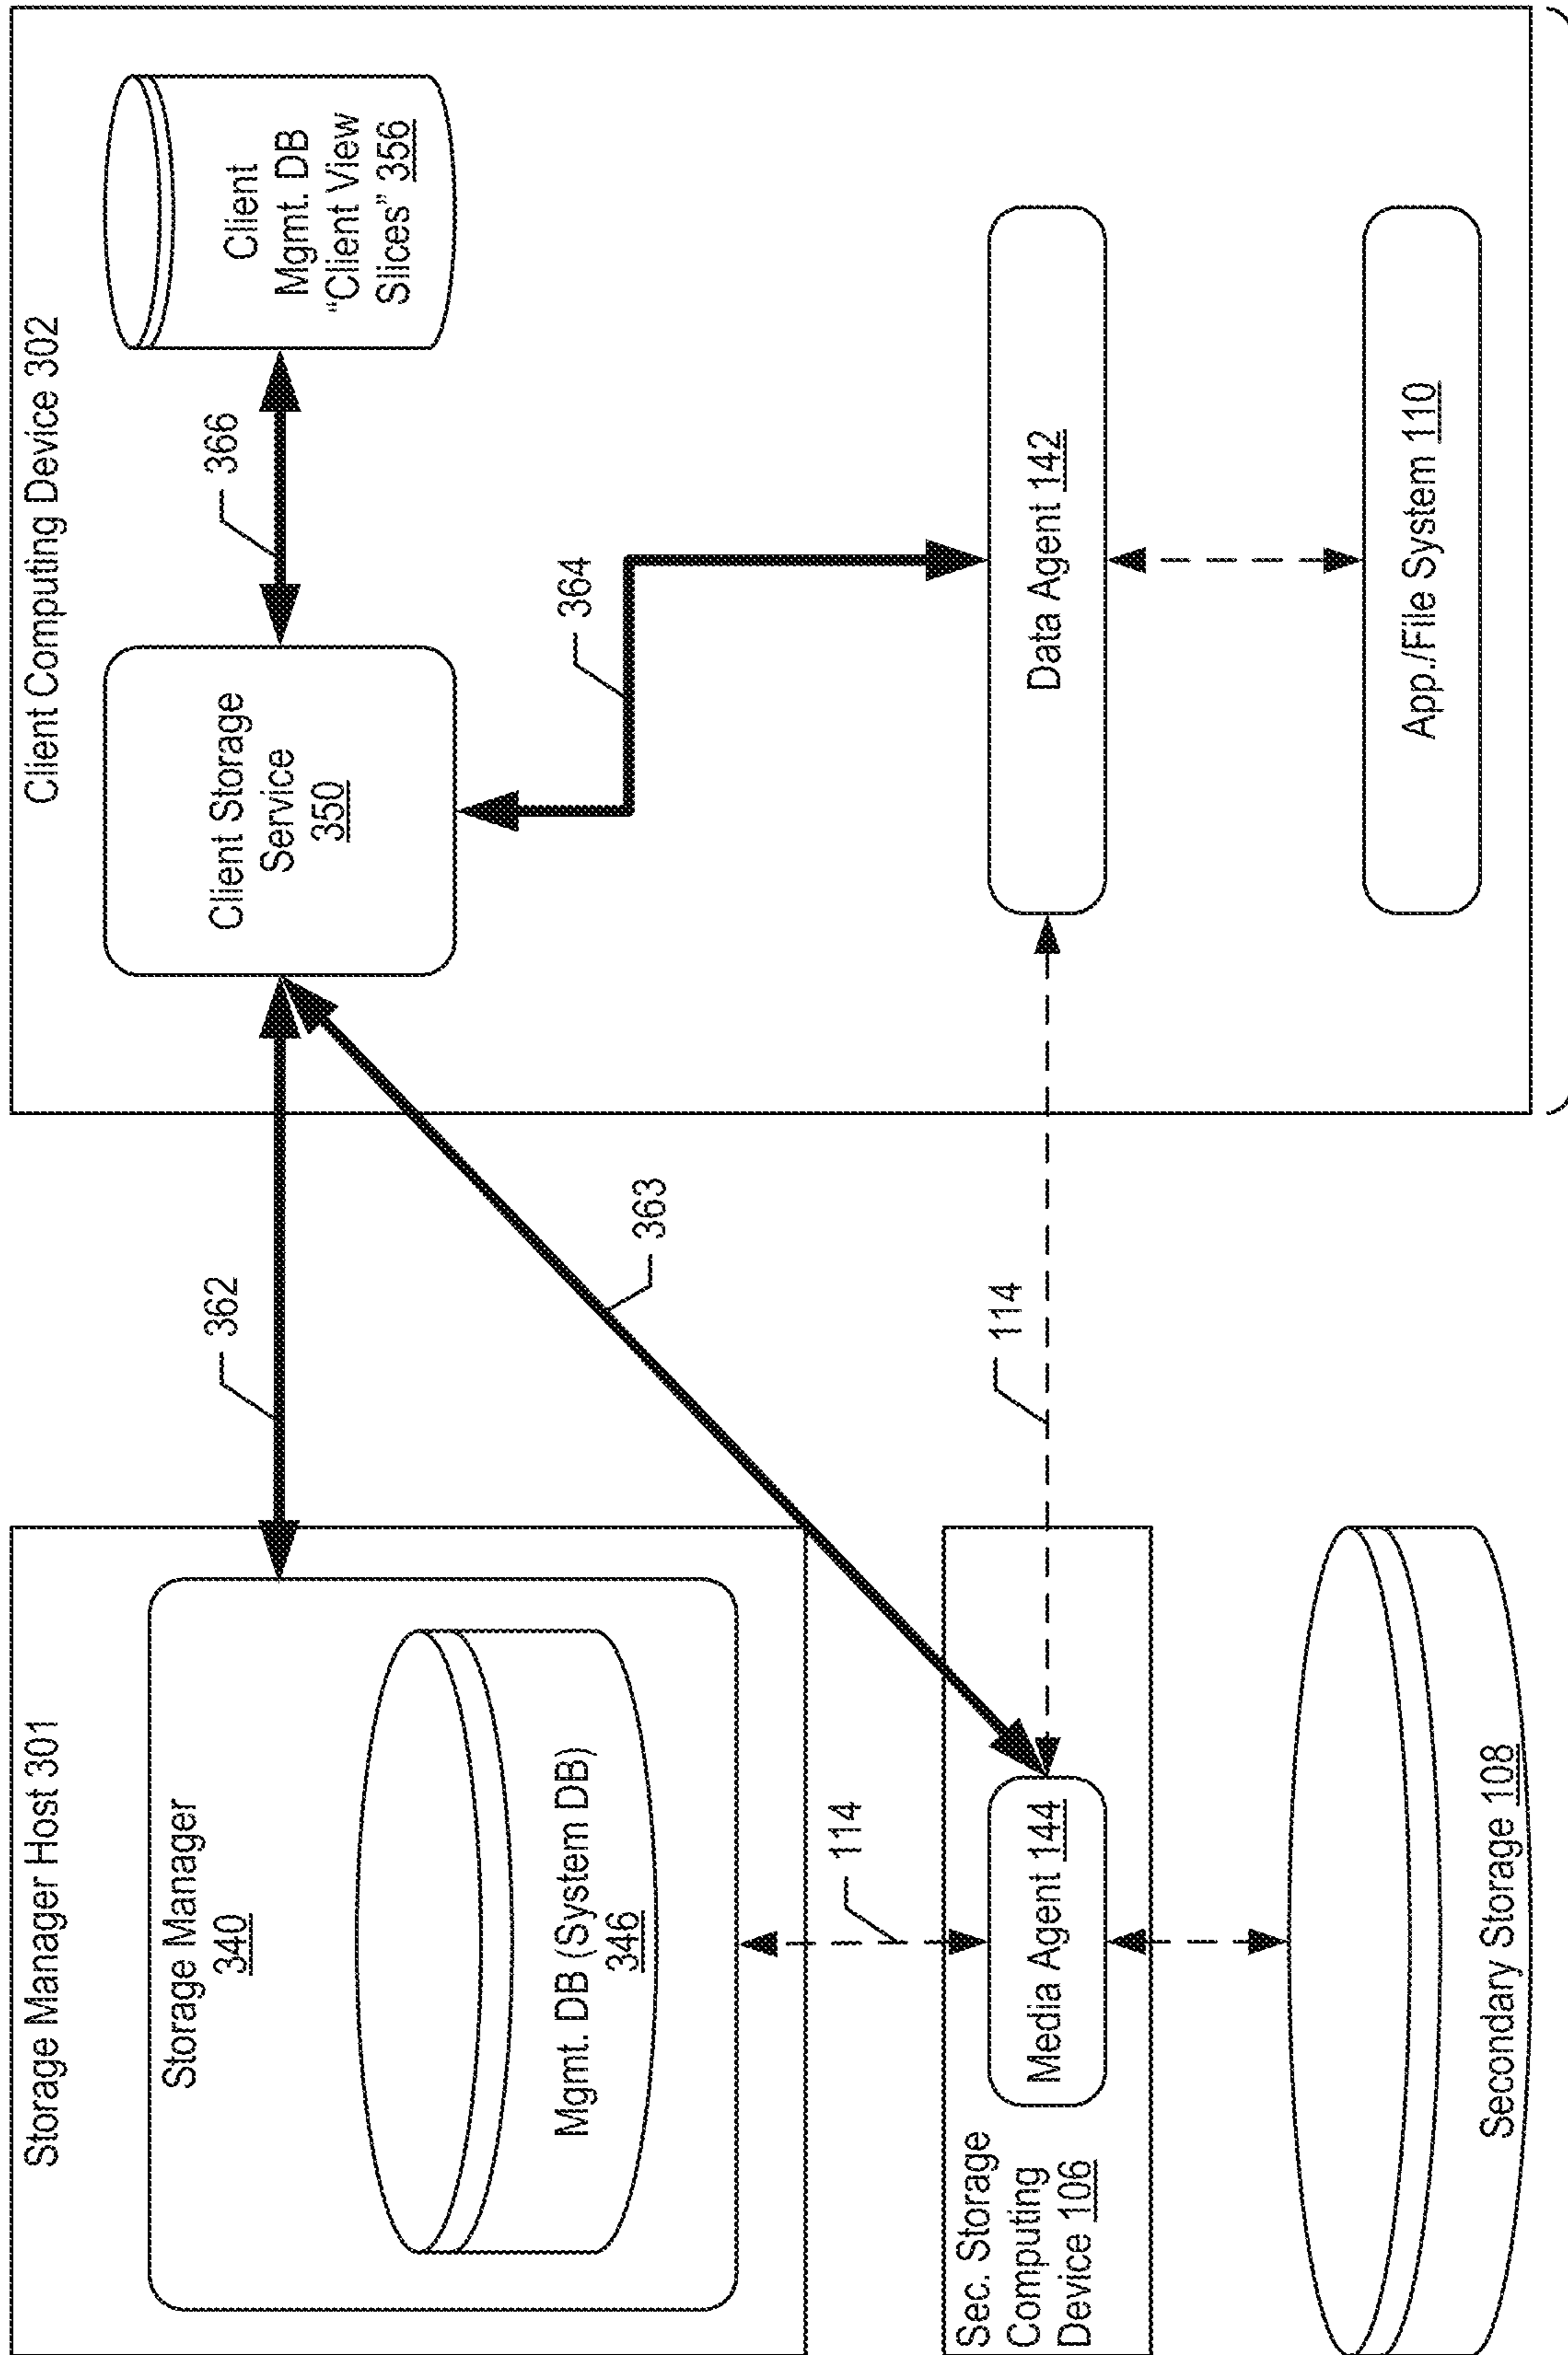 Storage Manager Host 301
Storage Manager
340
Mgmt. DB (System DB)
346
114
Sec. Storage
Computing
Device 106
Media Agent 144
Secondary Storage 108
362
363
114
Client Computing Device 302
Client Storage
Service
350
366
Client
Mgmt. DB
“Client View
Slices” 356
364
Data Agent 142
App./File System 110